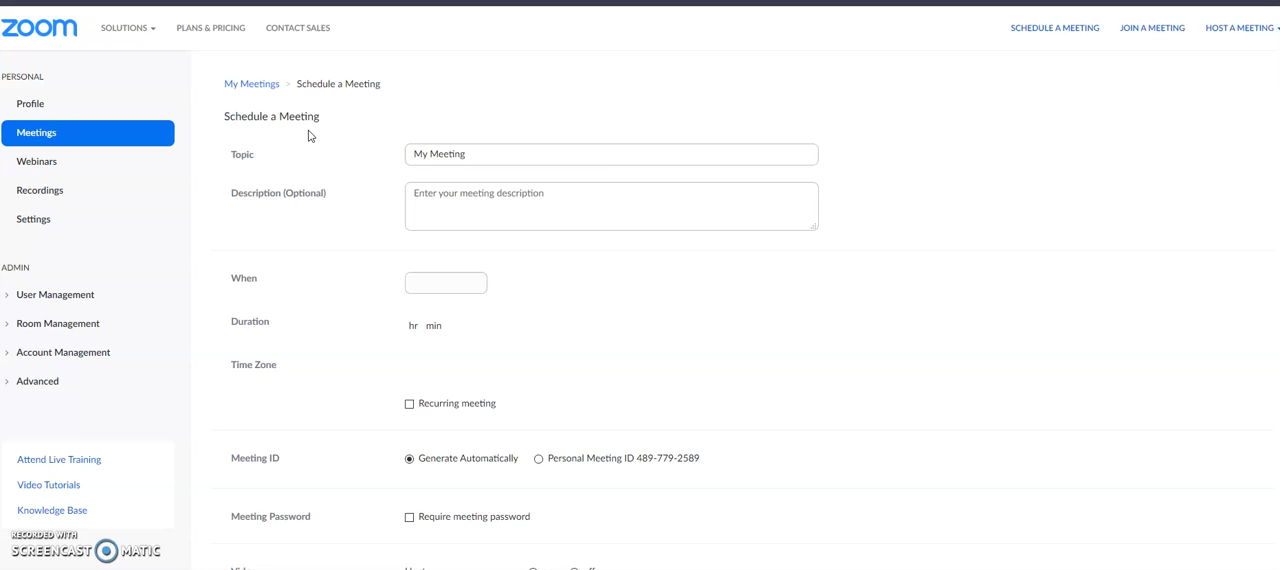 zoom SOLUTIONS PLANS & PRICING CONTACT SALES SCHEDULE A MEETING JOIN A MEETING HOST A MEETING
PERSONAL
Profile
Meetings
Webinars
Recordings
Settings
ADMIN
User Management
Room Management
Account Management
Advanced
Attend Live Training
Video Tutorials
Knowledge Base
RECORDED WITH
SCREENCAST MATIC
My Meetings > Schedule a Meeting
Schedule a Meeting
Topic My Meeting
Description (Optional) Enter your meeting description
When
Duration hr min
Time Zone
Recurring meeting
Meeting ID Generate Automatically Personal Meeting ID 489-779-2589
Meeting Password Require meeting password